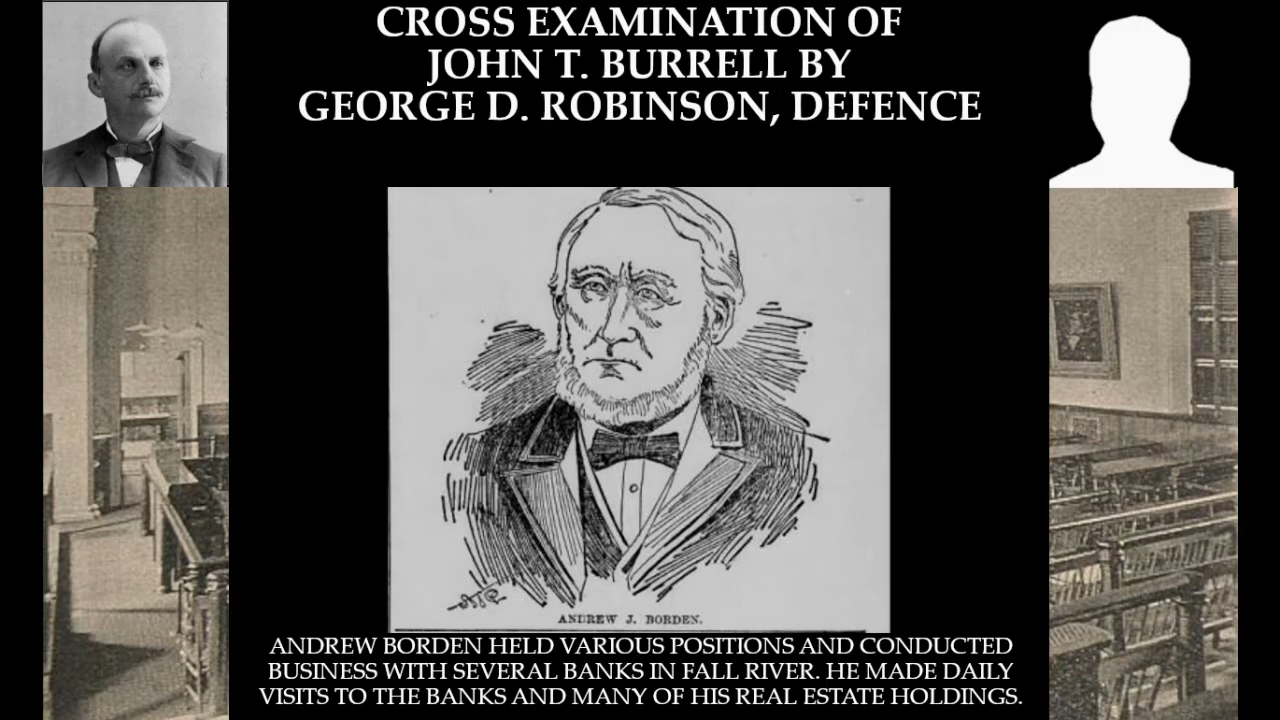 CROSS EXAMINATION OF
JOHN T. BURRELL BY
GEORGE D. ROBINSON, DEFENCE
ANDREW J. BORDEN.
ANDREW BORDEN HELD VARIOUS POSITIONS AND CONDUCTED
BUSINESS WITH SEVERAL BANKS IN FALL RIVER. HE MADE DAILY
VISITS TO THE BANKS AND MANY OF HIS REAL ESTATE HOLDINGS.